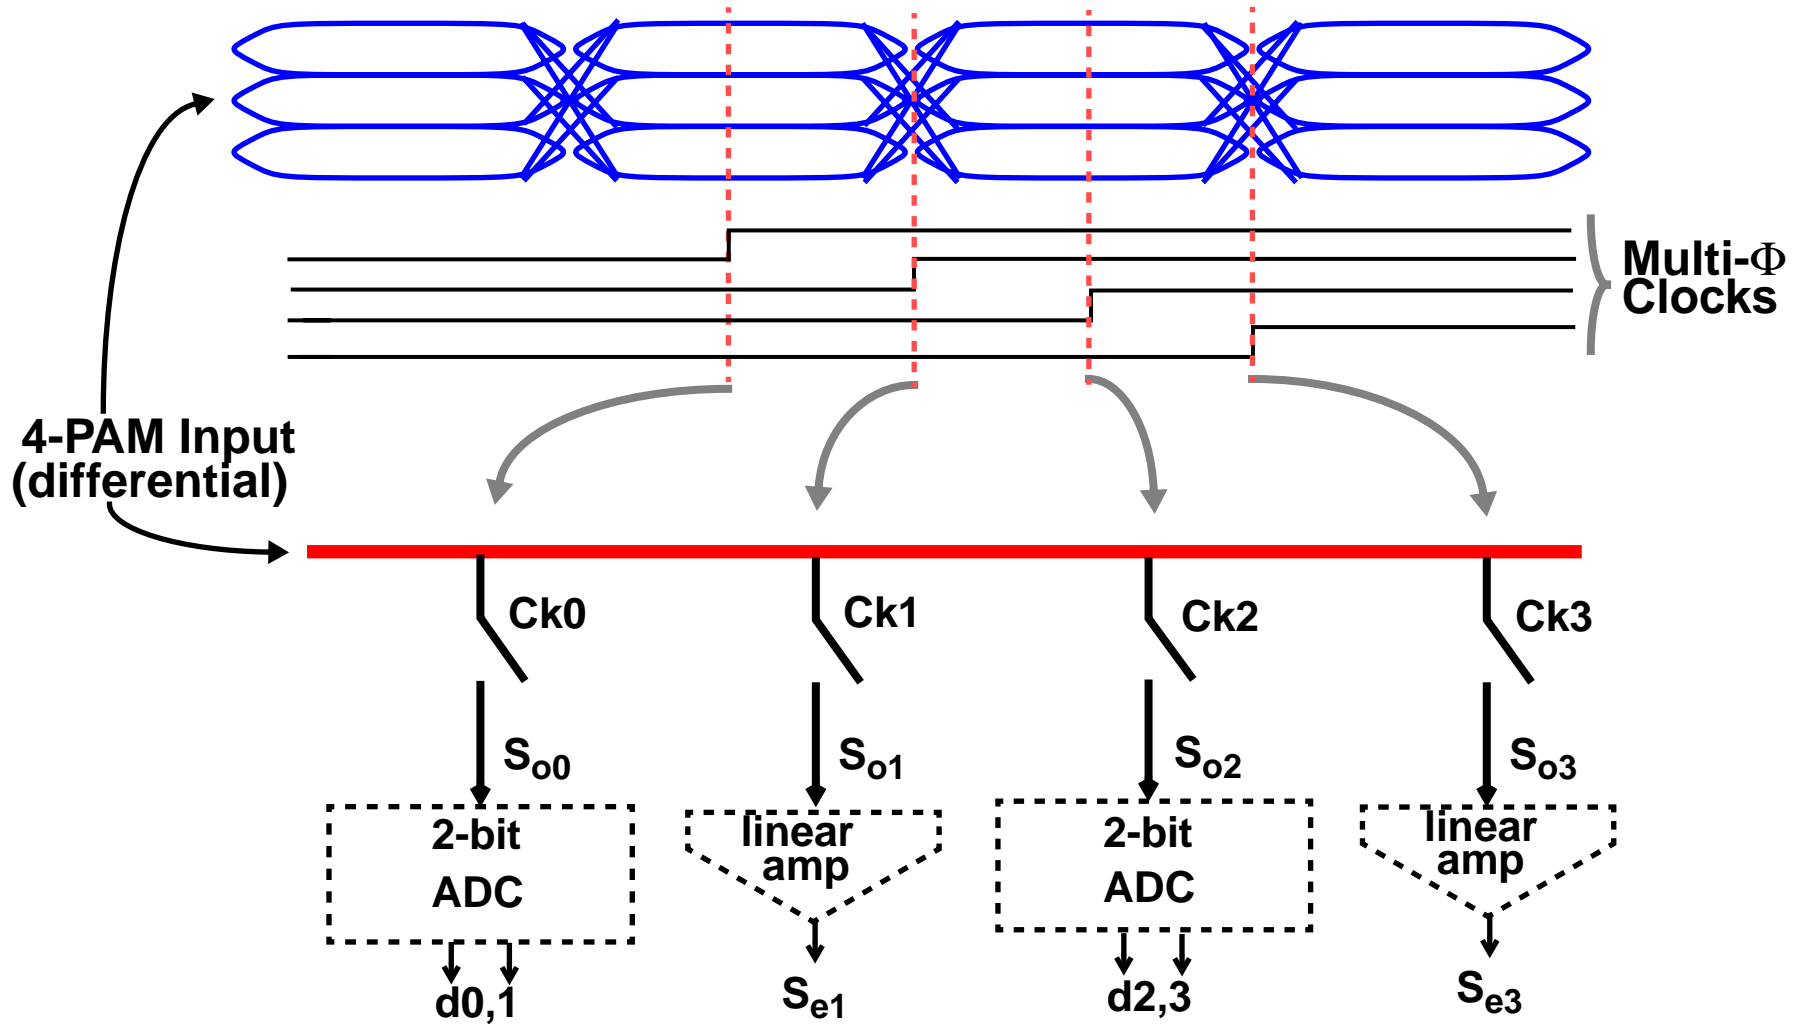 Multi-Φ
Clocks
4-PAM Input
(differential)
Ck0
Ck1
Ck2
Ck3
So0
So1
So2
So3
2-bit
ADC
linear
amp
2-bit
ADC
linear
amp
d0,1
Se1
d2,3
Se3